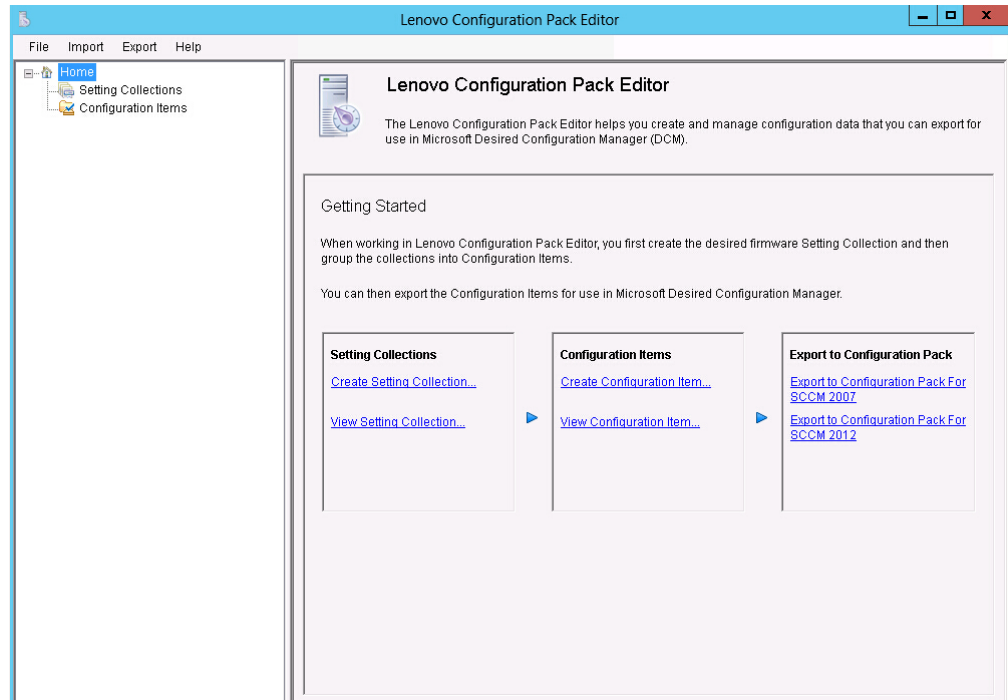 Lenovo Configuration Pack Editor
File Import Export Help
Home
Setting Collections
Configuration Items
Lenovo Configuration Pack Editor
The Lenovo Configuration Pack Editor helps you create and manage configuration data that you can export for
use in Microsoft Desired Configuration Manager (DCM).
Getting Started
When working in Lenovo Configuration Pack Editor, you first create the desired firmware Setting Collection and then
group the collections into Configuration Items.
You can then export the Configuration Items for use in Microsoft Desired Configuration Manager.
Setting Collections
Create Setting Collection...
View Setting Collection...
Configuration Items
Create Configuration Item...
View Configuration Item...
Export to Configuration Pack
Export to Configuration Pack For
SCCM 2007
Export to Configuration Pack For
SCCM 2012